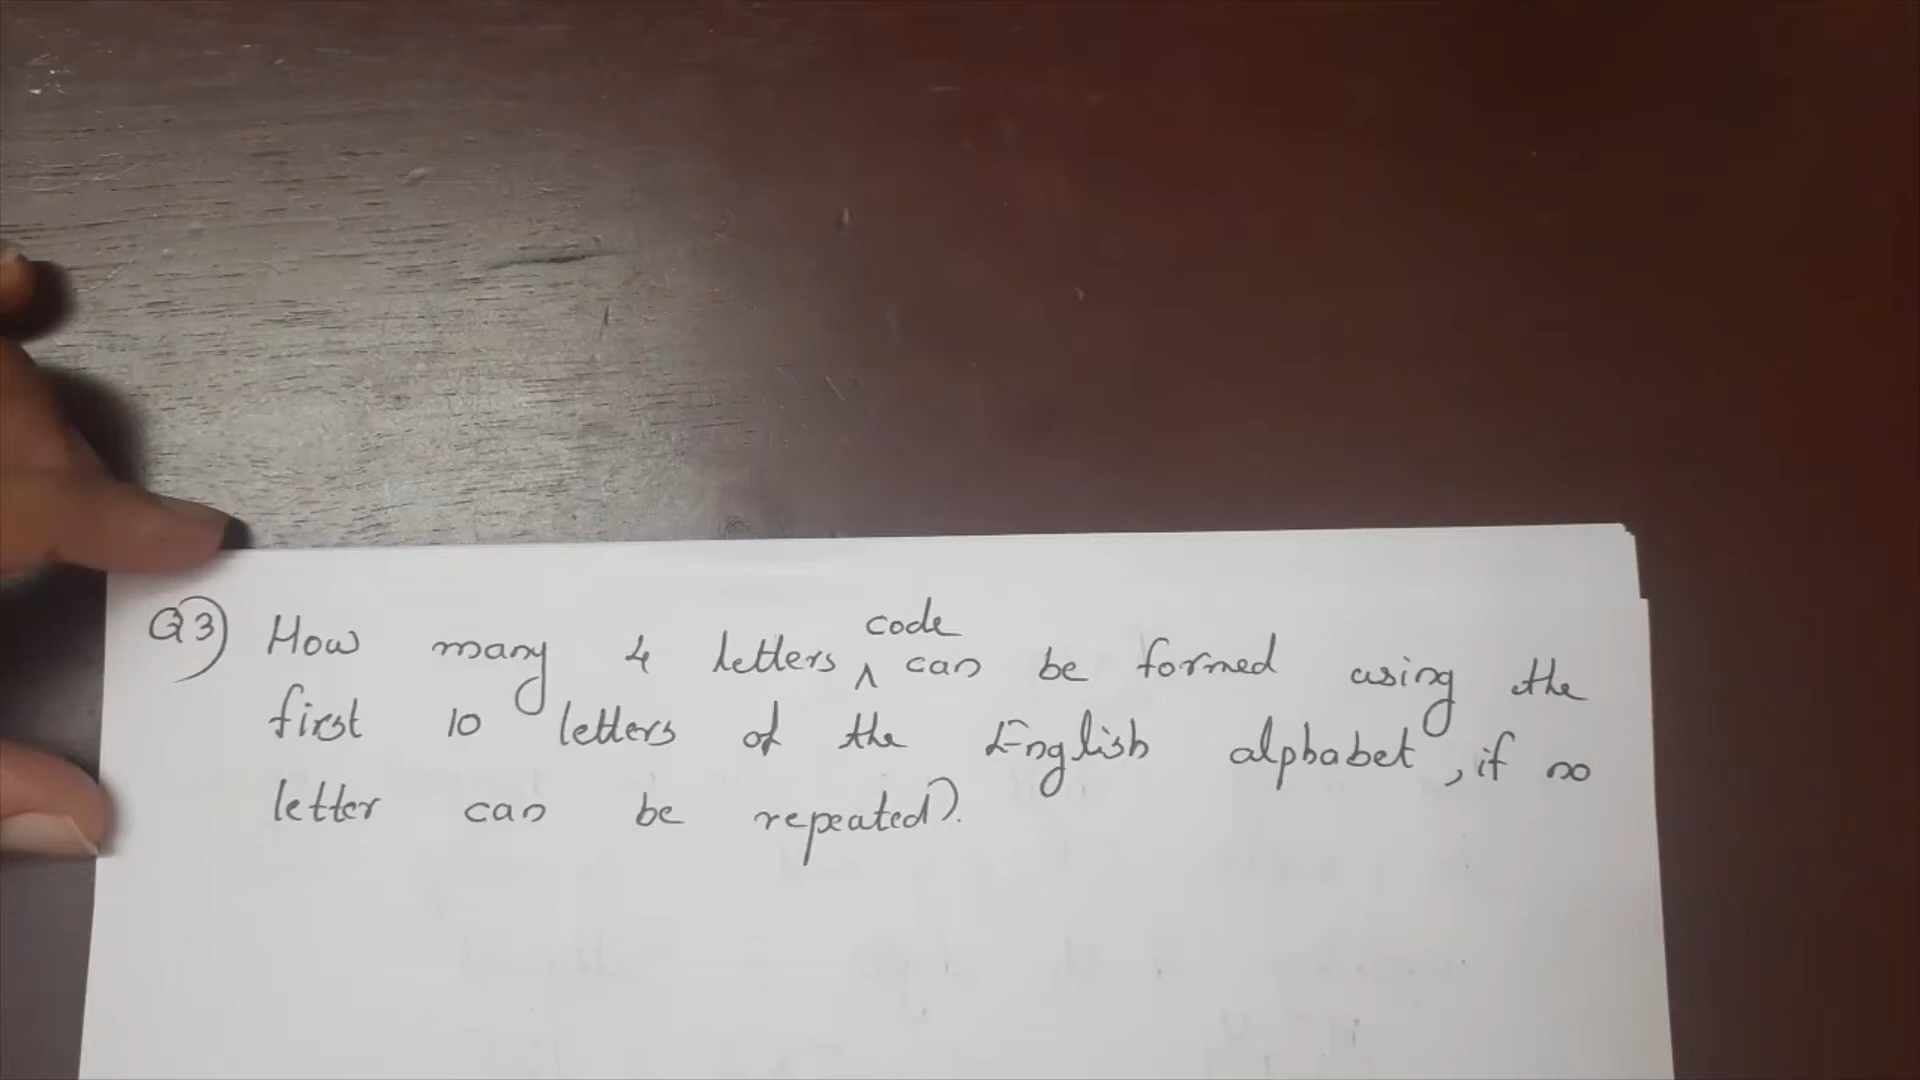 Q3) How many 4 letters code can be formed using the
first 10 letters of the English alphabet, if no
letter can be repeated?